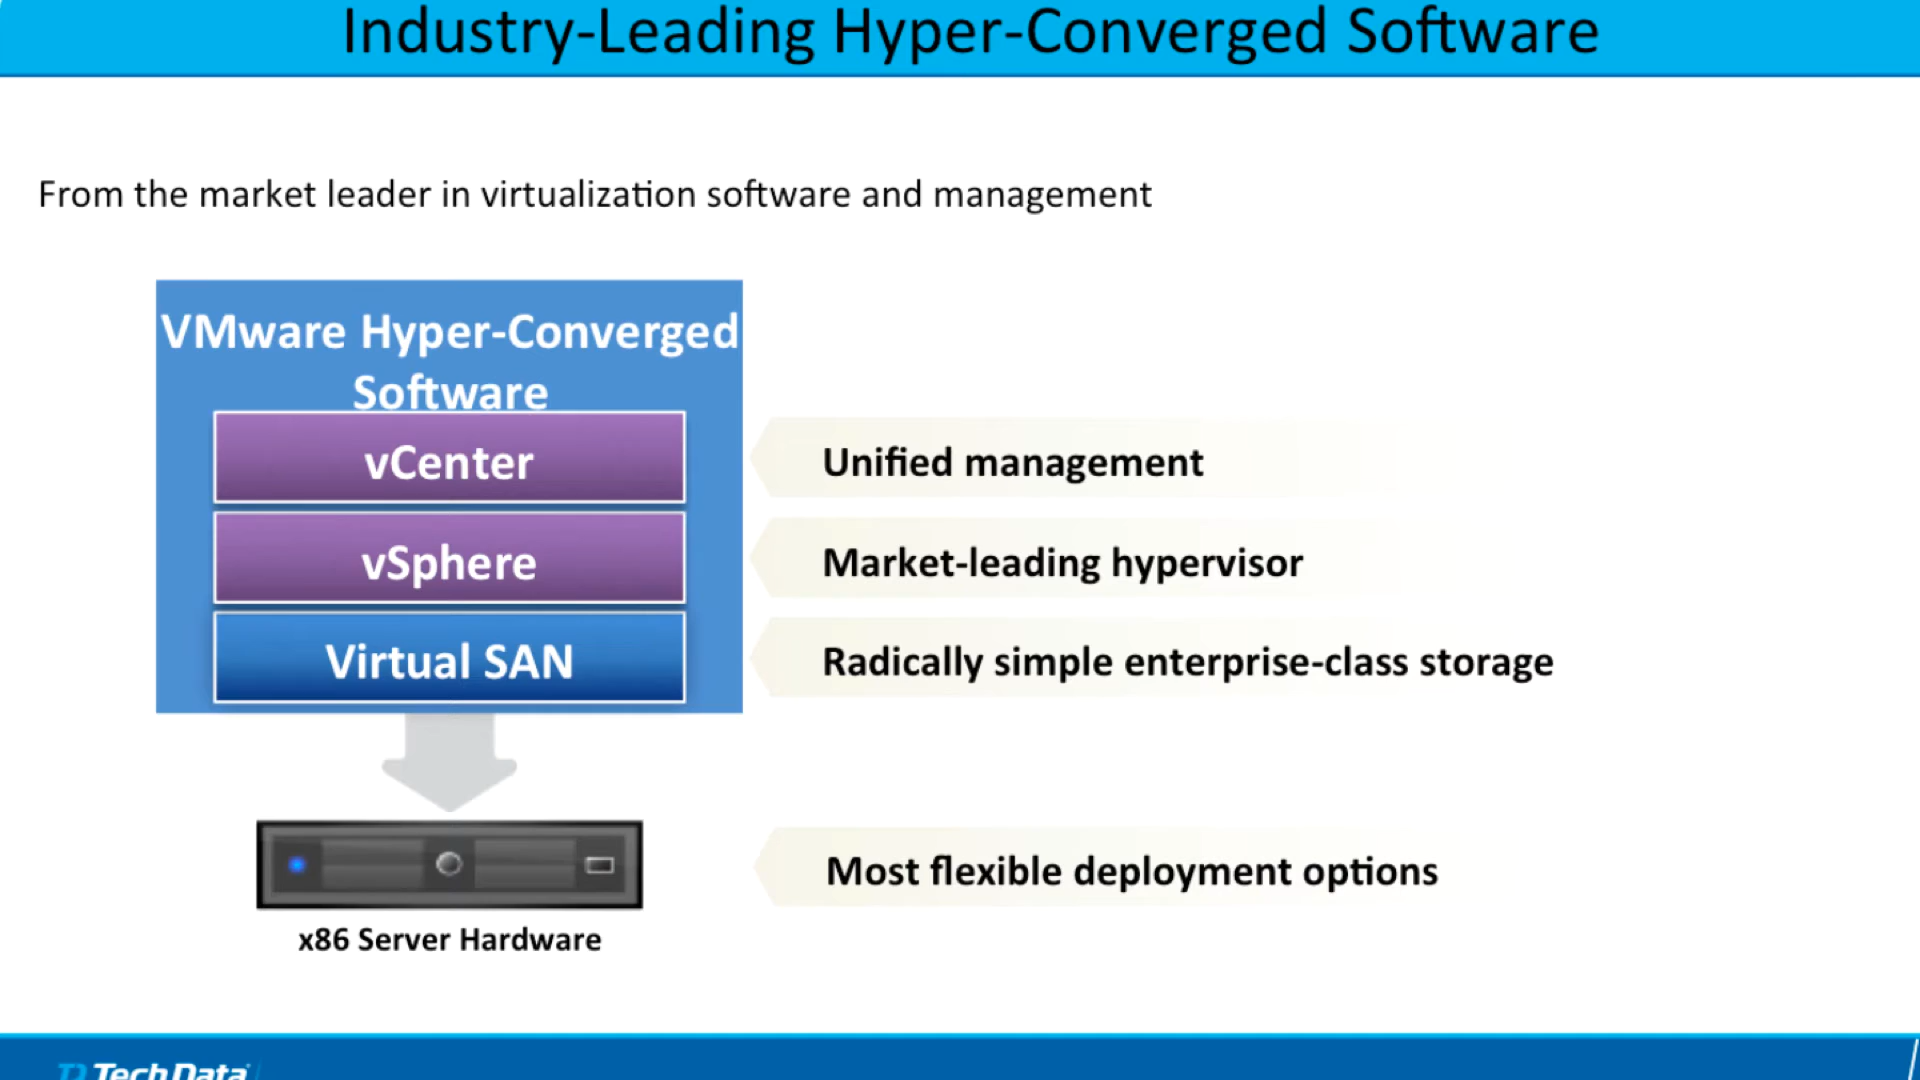 Industry-Leading Hyper-Converged Software
From the market leader in virtualization software and management
VMware Hyper-Converged
Software
vCenter
Unified management
vSphere
Market-leading hypervisor
Virtual SAN
Radically simple enterprise-class storage
Most flexible deployment options
x86 Server Hardware
Tech Data